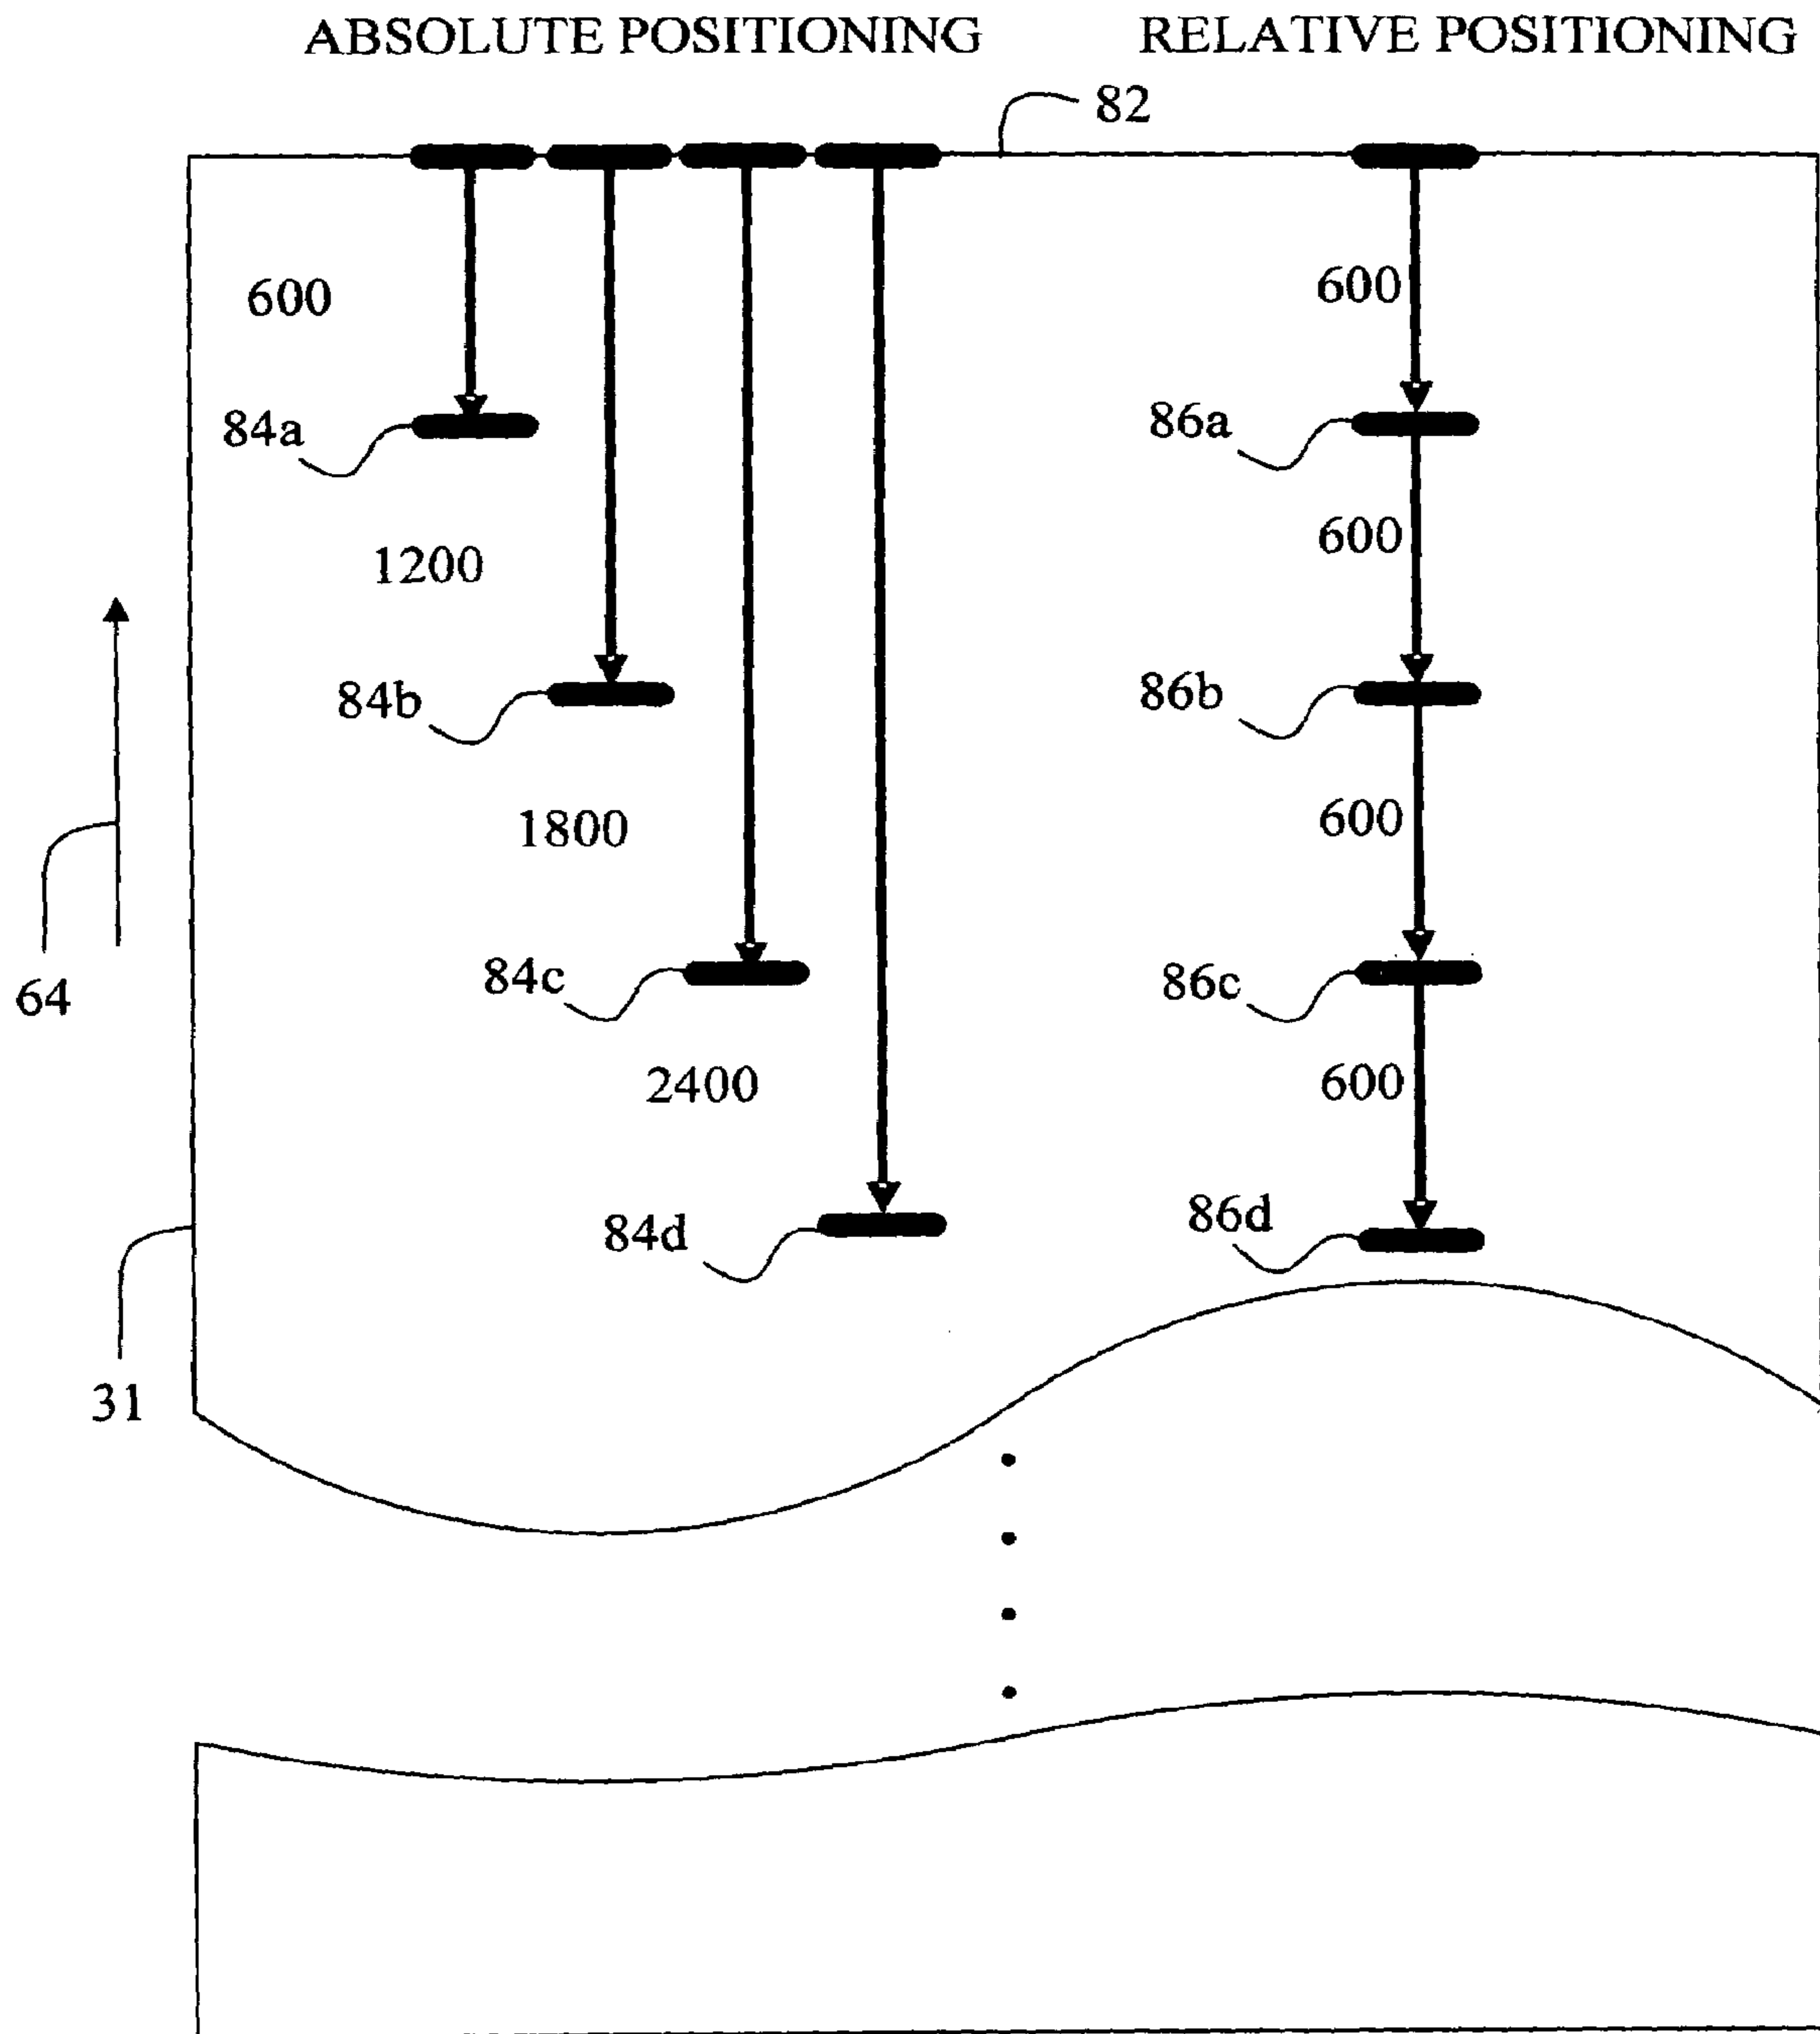 ABSOLUTE POSITIONING RELATIVE POSITIONING
82
600 600
84a 86a
1200 600
84b 86b
1800 600
84c 86c
64
2400 600
84d 86d
31